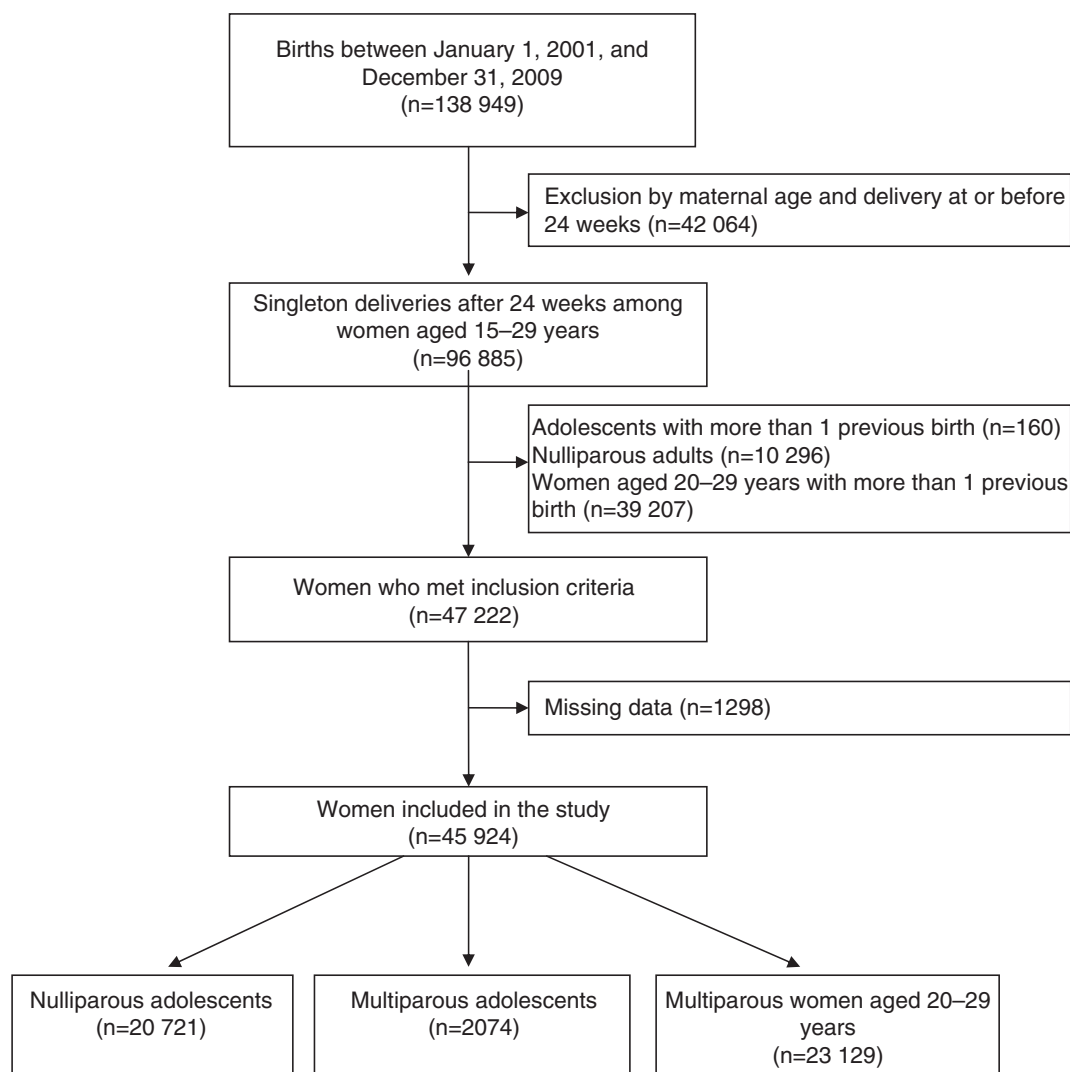 Births between January 1, 2001, and
December 31, 2009
(n=138 949)
Exclusion by maternal age and delivery at or before
24 weeks (n=42 064)
Singleton deliveries after 24 weeks among
women aged 15–29 years
(n=96 885)
Adolescents with more than 1 previous birth (n=160)
Nulliparous adults (n=10 296)
Women aged 20–29 years with more than 1 previous
birth (n=39 207)
Women who met inclusion criteria
(n=47 222)
Missing data (n=1298)
Women included in the study
(n=45 924)
Nulliparous adolescents
(n=20 721)
Multiparous adolescents
(n=2074)
Multiparous women aged 20–29
years
(n=23 129)